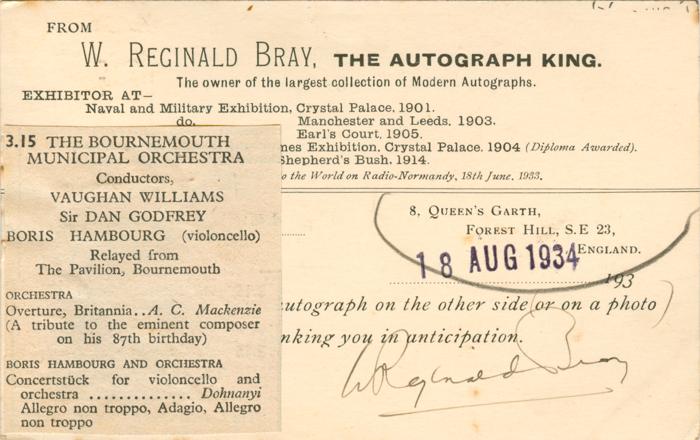 FROM
W. REGINALD BRAY, THE AUTOGRAPH KING.
The owner of the largest collection of Modern Autographs.
EXHIBITOR AT—
Naval and Military Exhibition, Crystal Palace, 1901.
do. Manchester and Leeds. 1903.
Earl's Court, 1905.
mes Exhibition, Crystal Palace. 1904 (Diploma Awarded).
Shepherd's Bush. 1914.
o the World on Radio-Normandy, 18th June, 1933.
3.15 THE BOURNEMOUTH
MUNICIPAL ORCHESTRA
Conductors,
VAUGHAN WILLIAMS
Sir DAN GODFREY
BORIS HAMBOURG (violoncello)
Relayed from
The Pavilion, Bournemouth
ORCHESTRA
Overture, Britannia..A. C. Mackenzie
(A tribute to the eminent composer
on his 87th birthday)
BORIS HAMBOURG AND ORCHESTRA
Concertstück for violoncello and
orchestra .............. Dohnanyi
Allegro non troppo, Adagio, Allegro
non troppo
8, QUEEN'S GARTH,
FOREST HILL, S.E 23,
ENGLAND.
18 AUG 1934
193
autograph on the other side (or on a photo)
nking you in anticipation.
W Reginald Bray